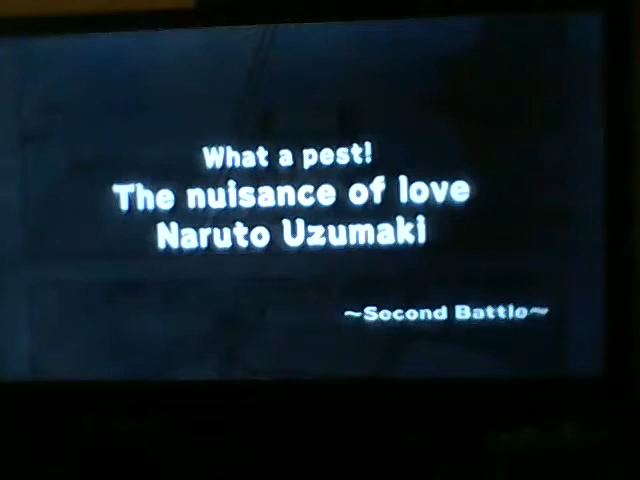 What a pest!
The nuisance of love
Naruto Uzumaki
~Second Battle~